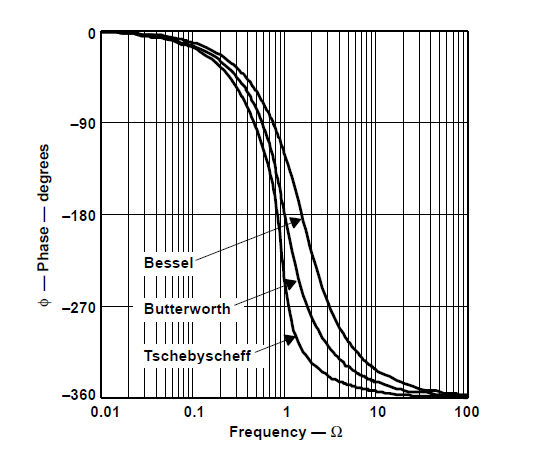 0
–90
–180
–270
–360
ϕ — Phase — degrees
Bessel
Butterworth
Tschebyscheff
0.01 0.1 1 10 100
Frequency — Ω